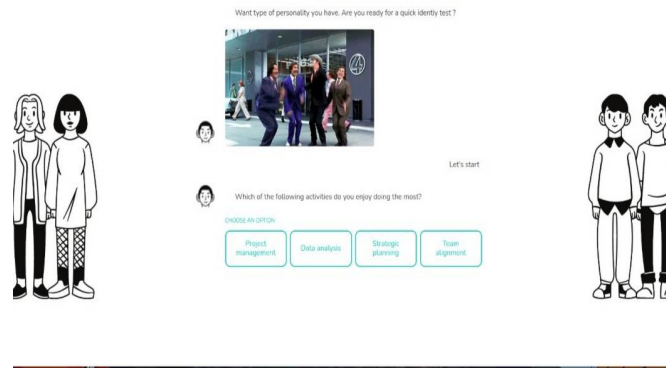 Want type of personality you have. Are you ready for a quick identiy test ?
Let's start
Which of the following activities do you enjoy doing the most?
CHOOSE AN OPTION
Project
management
Data analysis
Strategic
planning
Team
alignment